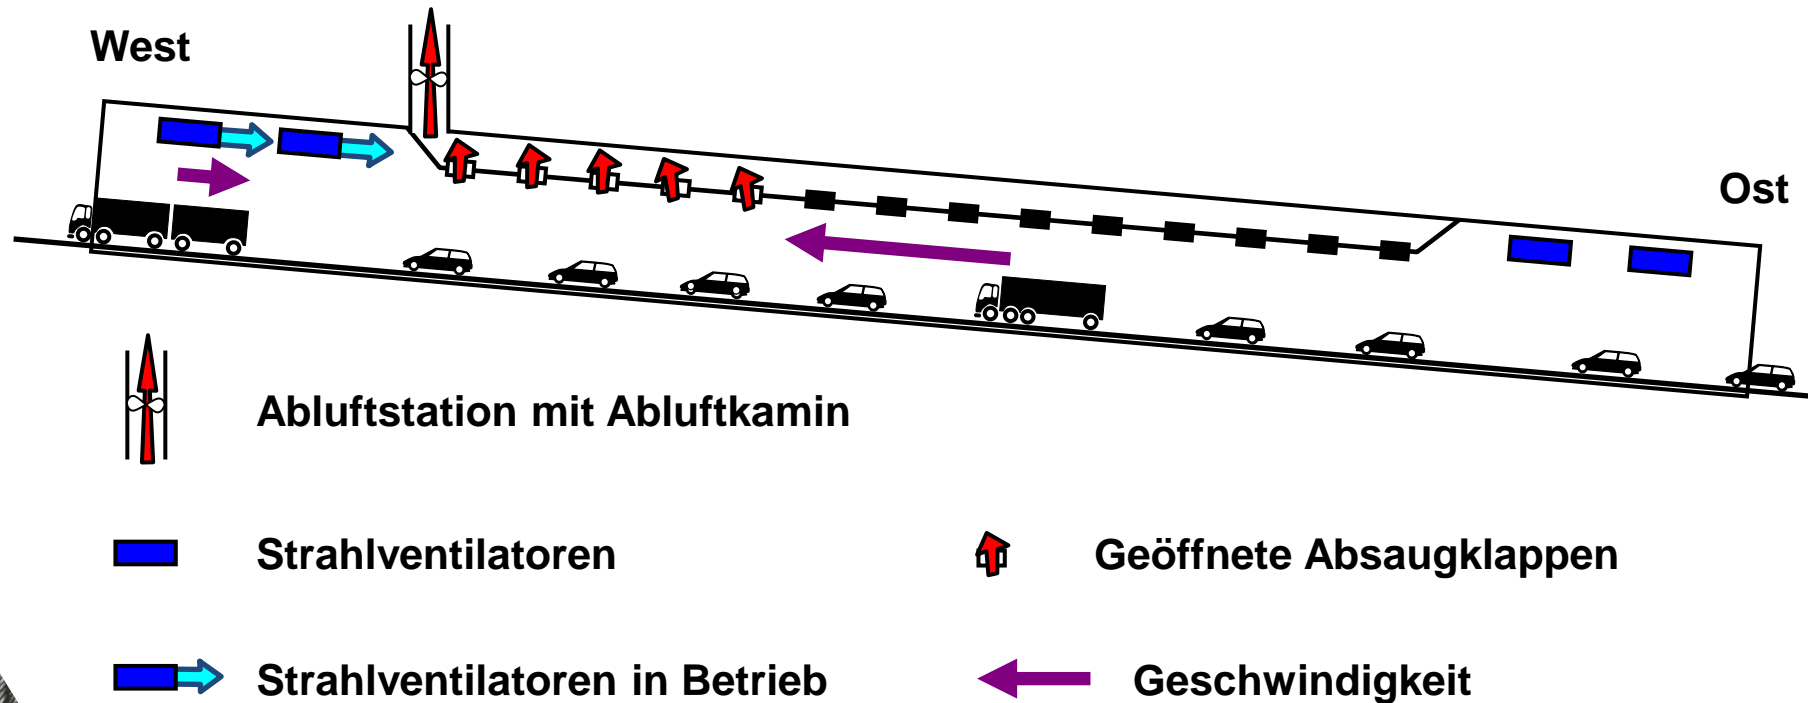 West
Ost
Abluftstation mit Abluftkamin
Strahlventilatoren
Geöffnete Absaugklappen
Strahlventilatoren in Betrieb
Geschwindigkeit